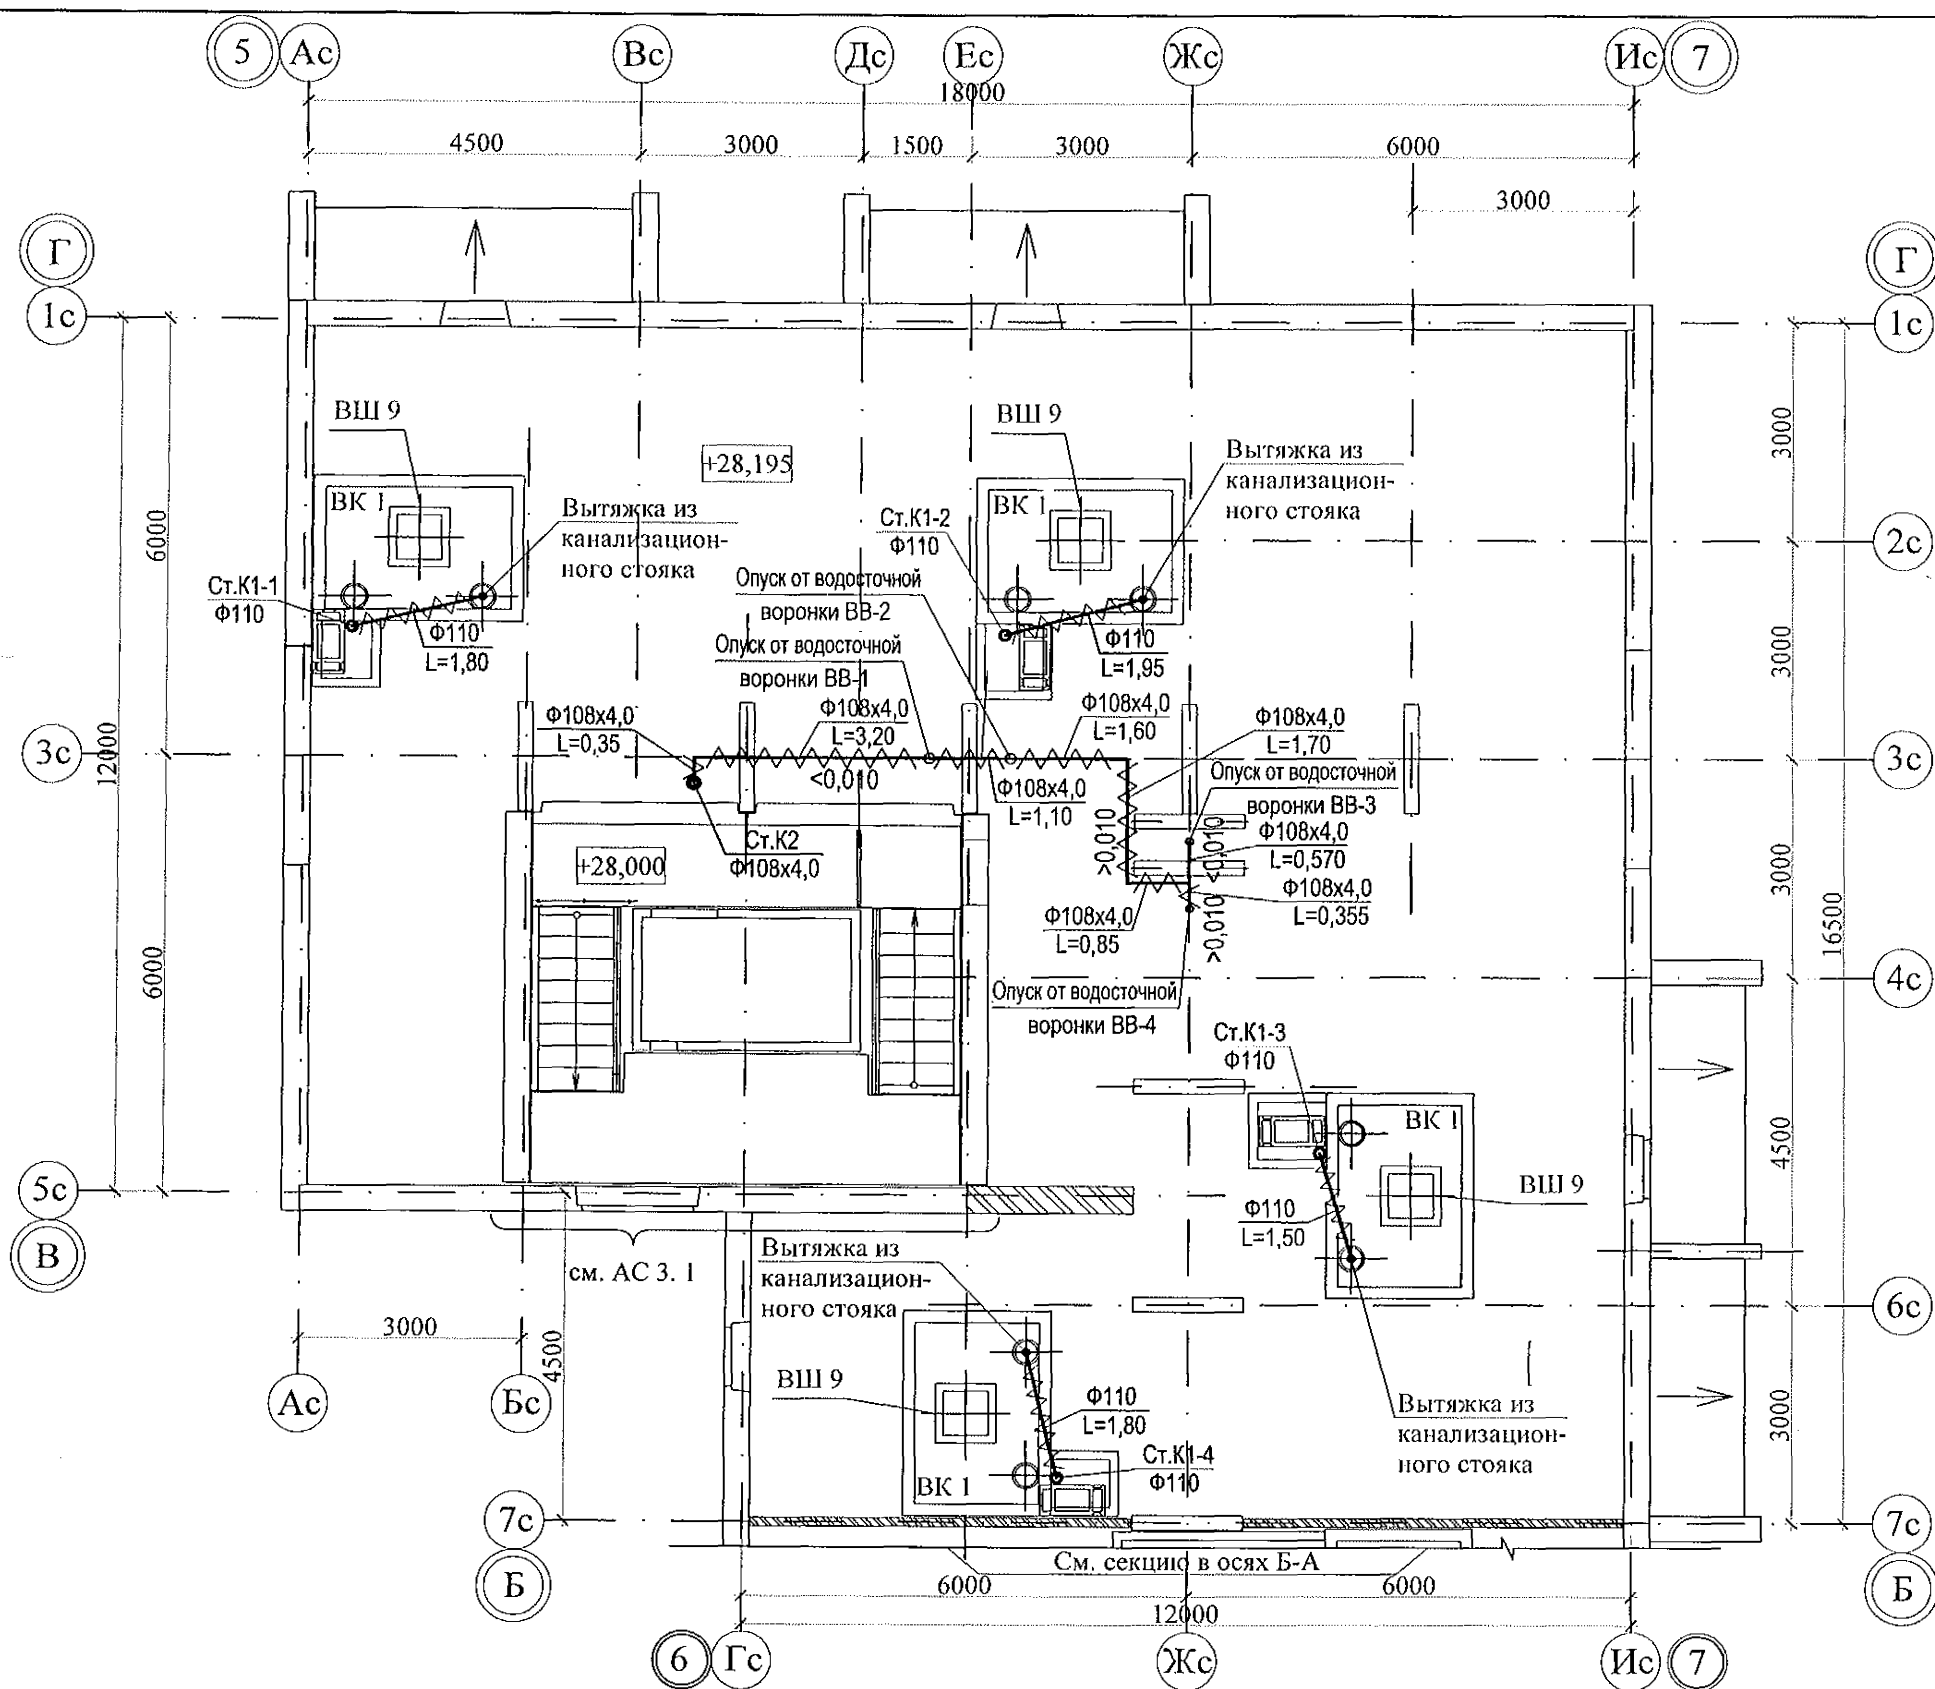 5 Ас Вс Дс Ес Жс Ис 7
18000
4500 3000 1500 3000 6000
3000
Г
Г
1с
1с
ВШ 9
ВШ 9
+28,195
Вытяжка из
канализацион-
ного стояка
ВК 1
Вытяжка из
канализацион-
ного стояка
ВК 1
Ст.К1-2
Ф110
2с
Ст.К1-1
Ф110
Опуск от водосточной
воронки ВВ-2
Опуск от водосточной
воронки ВВ-1
Ф110
L=1,80
Ф110
L=1,95
3000
6000
3000
12000
Ф108х4,0
L=0,35
Ф108х4,0
L=3,20
<0,010
Ф108х4,0
L=1,60
Ф108х4,0
L=1,70
3с
3с
Ф108х4,0
L=1,10
Опуск от водосточной
воронки ВВ-3
>0,010
<0,010
Ф108х4,0
L=0,570
Ст.К2
Ф108х4,0
+28,000
Ф108х4,0
L=0,355
Ф108х4,0
L=0,85
>0,010
3000
16500
6000
4с
Опуск от водосточной
воронки ВВ-4
Ст.К1-3
Ф110
ВК 1
4500
5с
ВШ 9
В
Ф110
L=1,50
Вытяжка из
канализацион-
ного стояка
см. АС 3. 1
6с
3000
4500
ВШ 9
Ф110
L=1,80
Ас Бс
Вытяжка из
канализацион-
ного стояка
3000
Ст.К1-4
Ф110
ВК 1
7с
7с
См. секцию в осях Б-А
Б
Б
6000 6000
12000
6 Гс Жс Ис 7